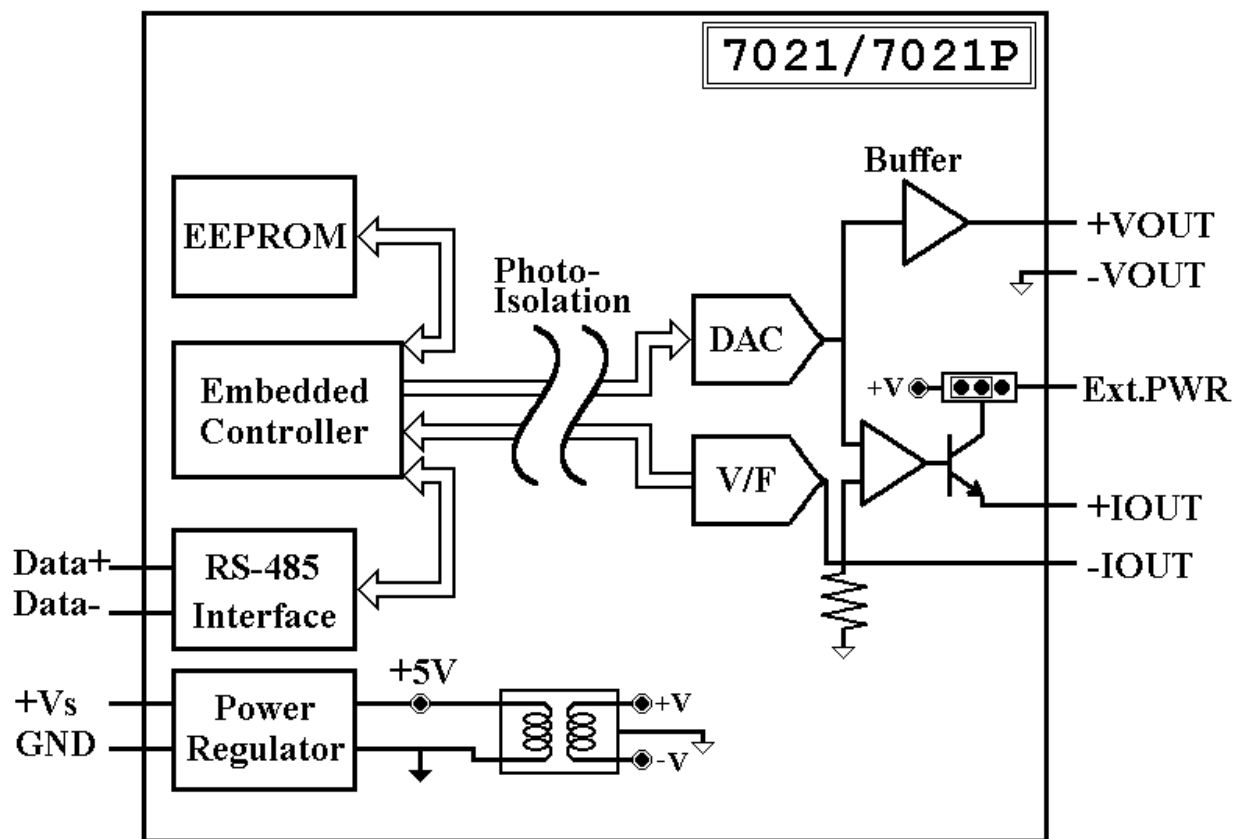 7021/7021P
Buffer
EEPROM
+VOUT
-VOUT
Photo-
Isolation
DAC
+V
Ext.PWR
Embedded
Controller
V/F
+IOUT
-IOUT
Data+
Data-
RS-485
Interface
+5V
+Vs
GND
Power
Regulator
+V
-V